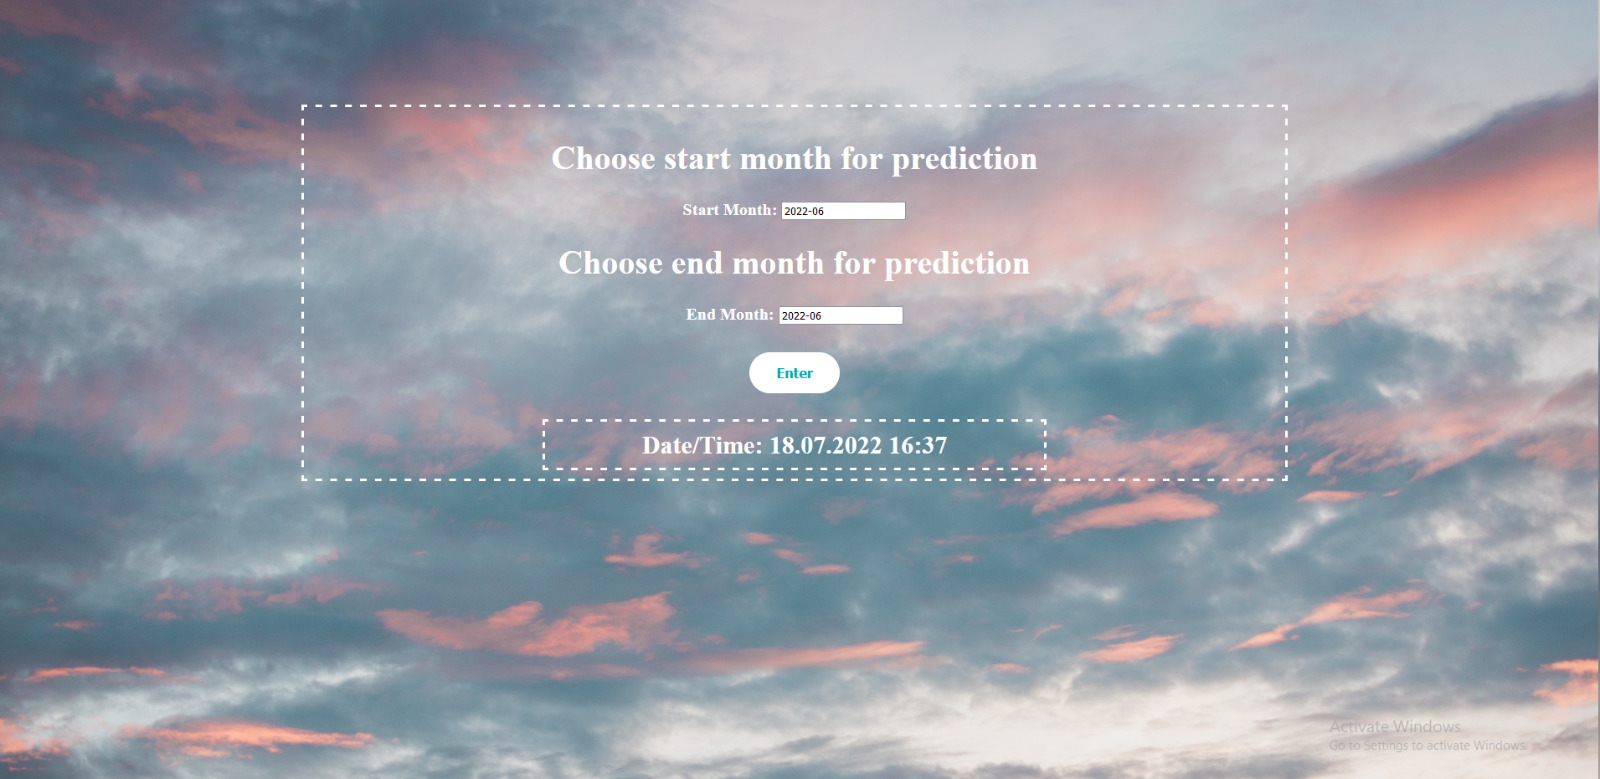 Choose start month for prediction
Start Month: 2022-06
Choose end month for prediction
End Month: 2022-06
Enter
Date/Time: 18.07.2022 16:37
Activate Windows
Go to Settings to activate Windows.